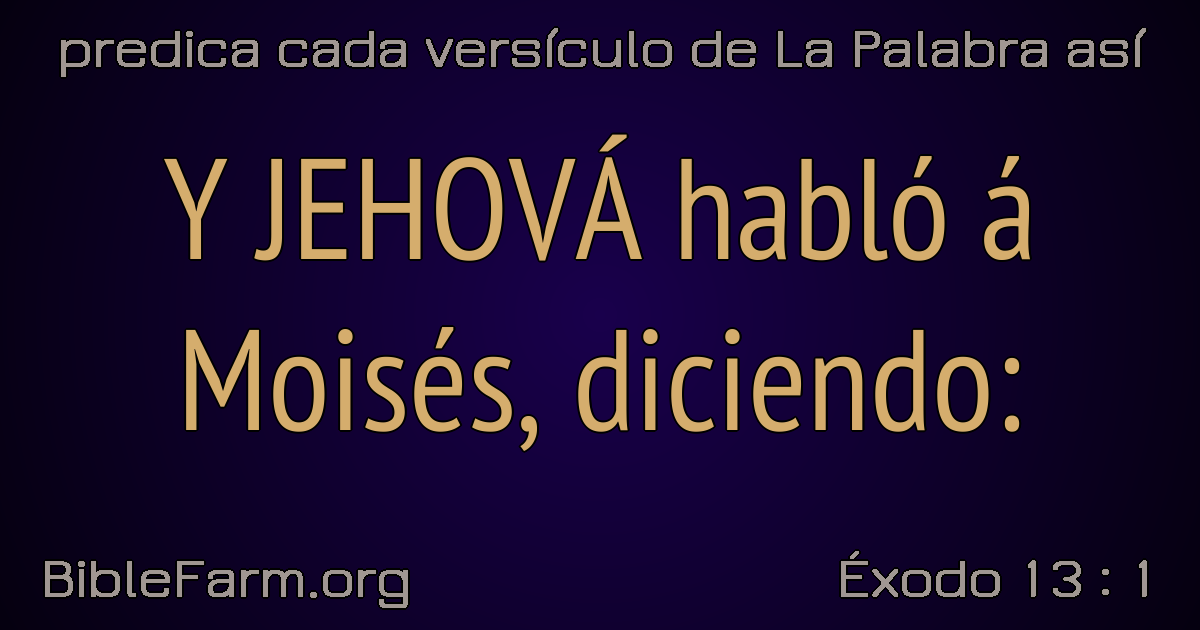 predica cada versículo de La Palabra así
Y JEHOVÁ habló á
Moisés, diciendo:
BibleFarm.org
Éxodo 13 : 1